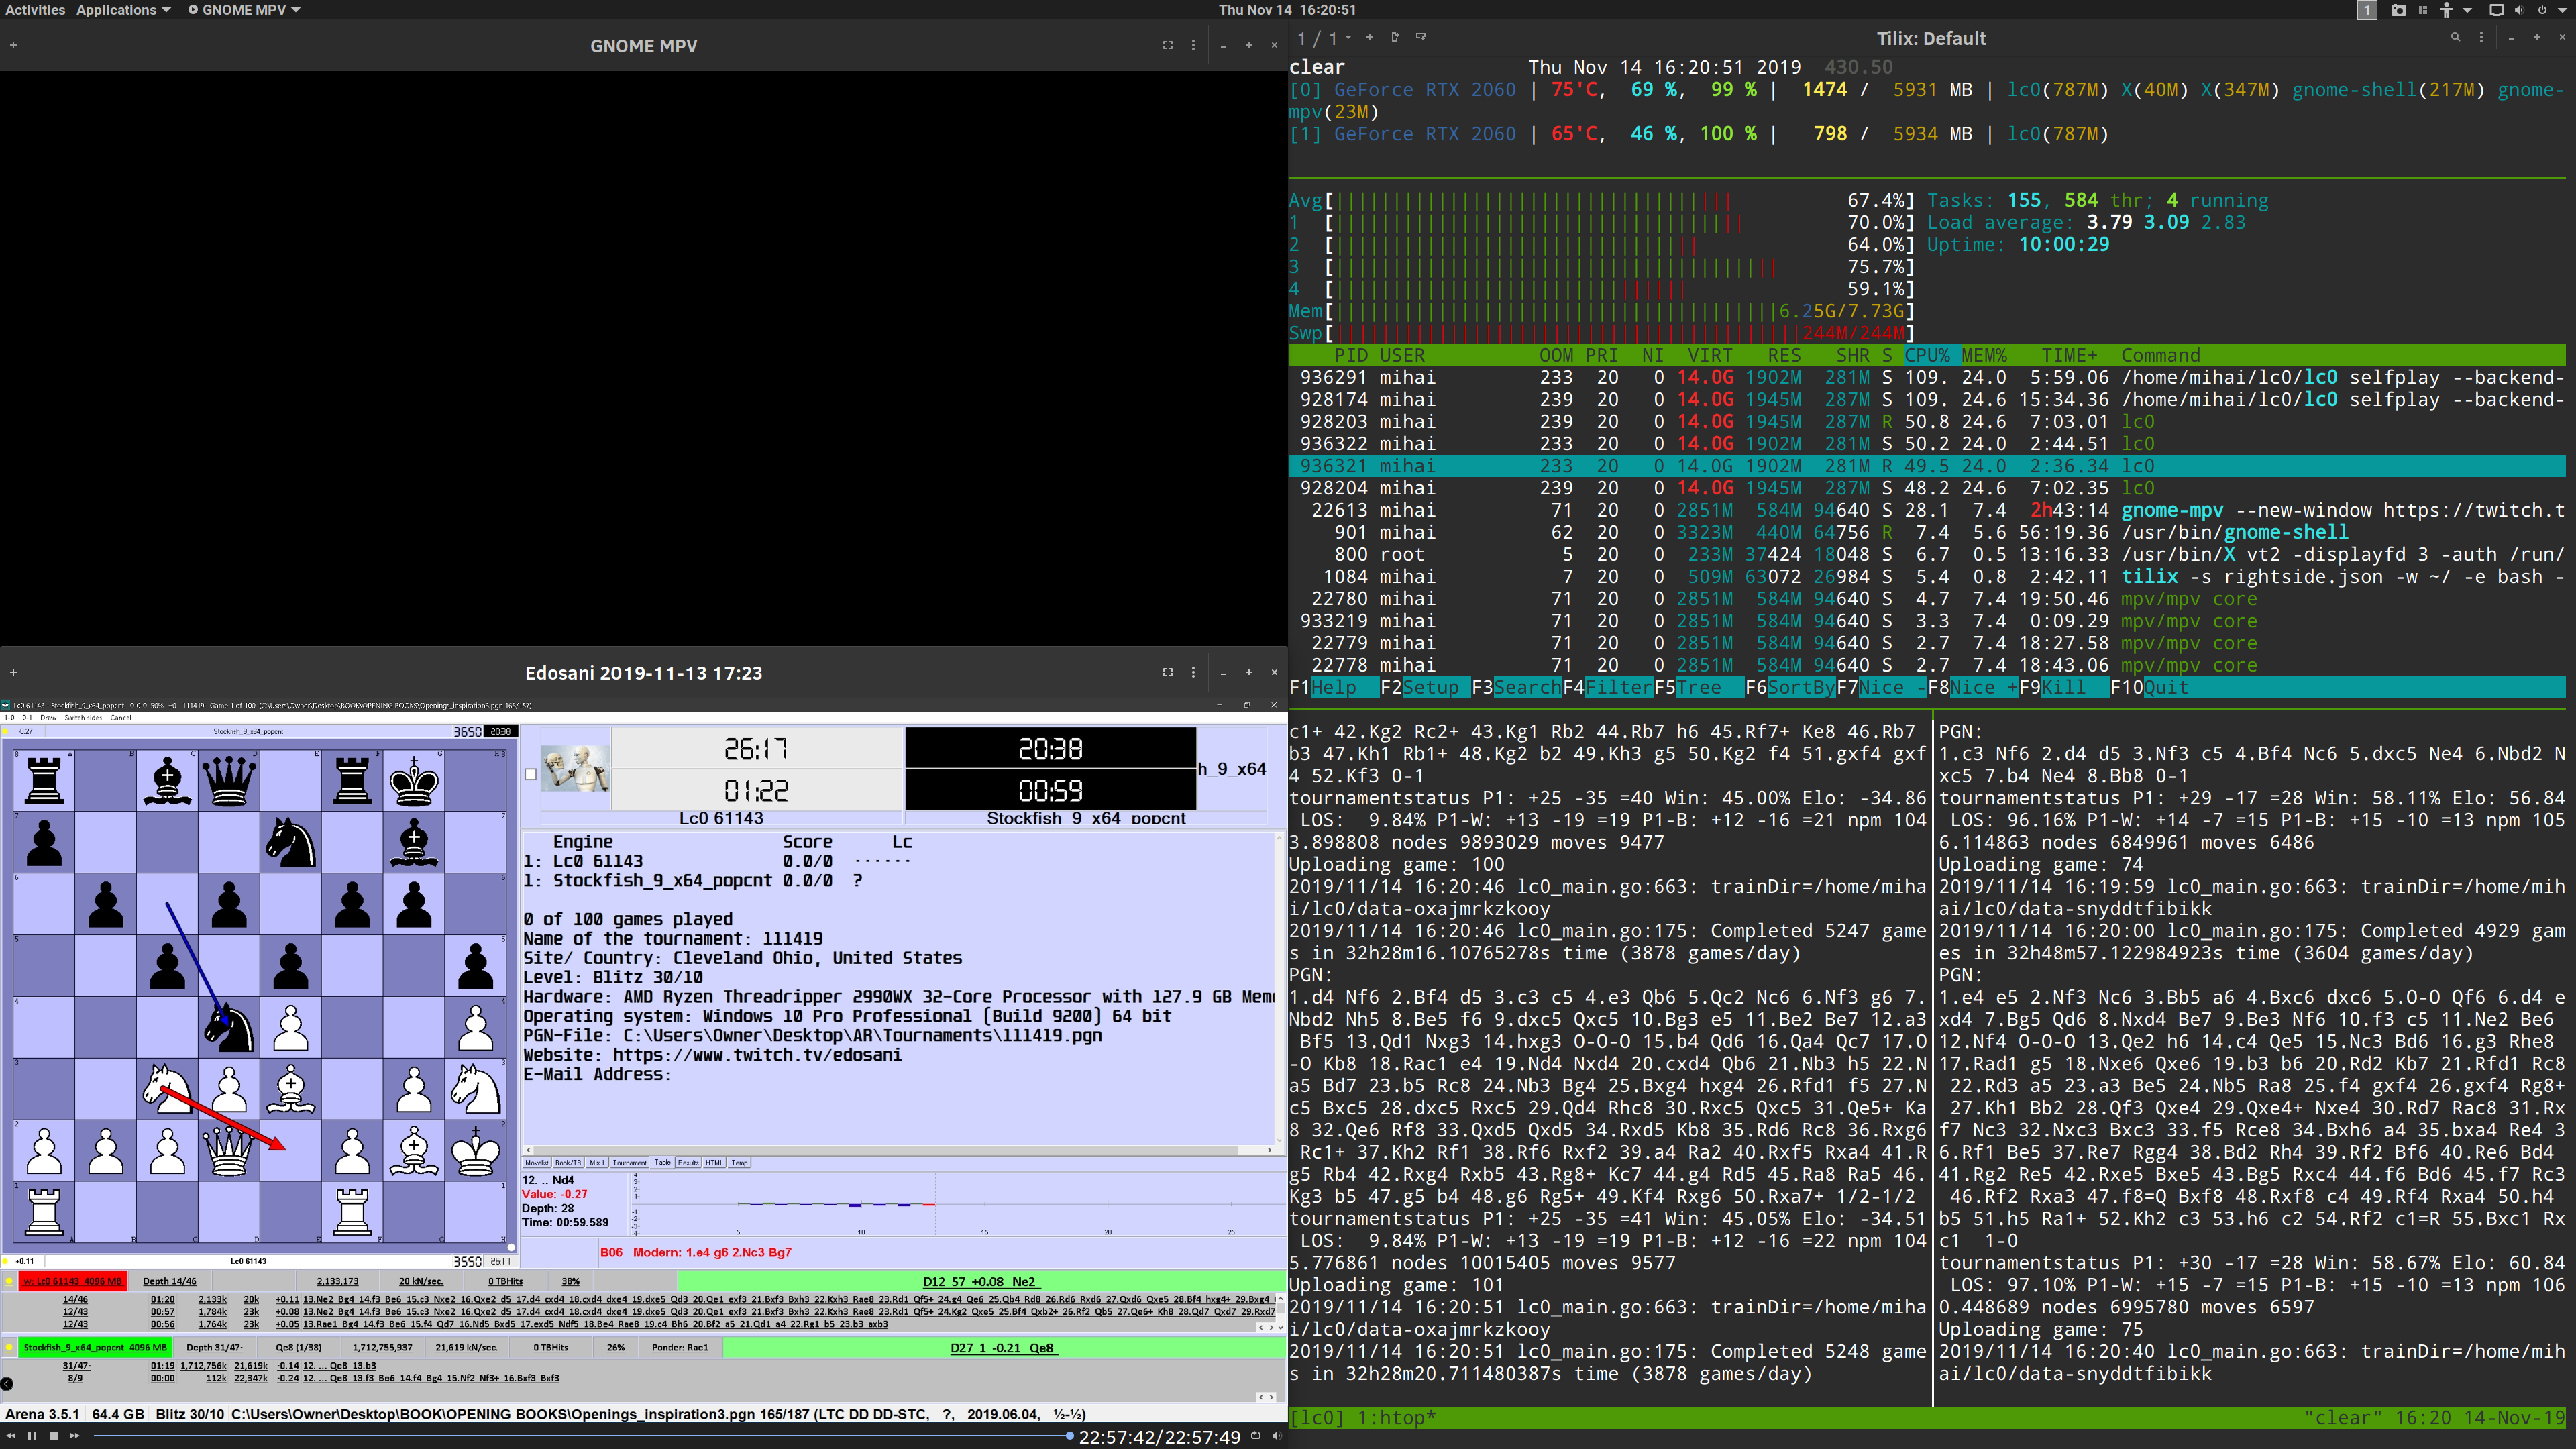 Activities Applications GNOME MPV Thu Nov 14 16:20:51 1
GNOME MPV
1 / 1 Tilix: Default
clear Thu Nov 14 16:20:51 2019 430.50
[0] GeForce RTX 2060 | 75'C, 69 %, 99 % | 1474 / 5931 MB | lc0(787M) X(40M) X(347M) gnome-shell(217M) gnome-
mpv(23M)
[1] GeForce RTX 2060 | 65'C, 46 %, 100 % | 798 / 5934 MB | lc0(787M)
Avg[ 67.4%] Tasks: 155, 584 thr; 4 running
1 [ 70.0%] Load average: 3.79 3.09 2.83
2 [ 64.0%] Uptime: 10:00:29
3 [ 75.7%]
4 [ 59.1%]
Mem[ 6.25G/7.73G]
Swp[ 244M/244M]
PID USER OOM PRI NI VIRT RES SHR S CPU% MEM% TIME+ Command
936291 mihai 233 20 0 14.0G 1902M 281M S 109. 24.0 5:59.06 /home/mihai/lc0/lc0 selfplay --backend-
928174 mihai 239 20 0 14.0G 1945M 287M S 109. 24.6 15:34.36 /home/mihai/lc0/lc0 selfplay --backend-
928203 mihai 239 20 0 14.0G 1945M 287M R 50.8 24.6 7:03.01 lc0
936322 mihai 233 20 0 14.0G 1902M 281M S 50.2 24.0 2:44.51 lc0
936321 mihai 233 20 0 14.0G 1902M 281M R 49.5 24.0 2:36.34 lc0
928204 mihai 239 20 0 14.0G 1945M 287M S 48.2 24.6 7:02.35 lc0
22613 mihai 71 20 0 2851M 584M 94640 S 28.1 7.4 2h43:14 gnome-mpv --new-window https://twitch.t
901 mihai 62 20 0 3323M 440M 64756 R 7.4 5.6 56:19.36 /usr/bin/gnome-shell
800 root 5 20 0 233M 37424 18048 S 6.7 0.5 13:16.33 /usr/bin/X vt2 -displayfd 3 -auth /run/
1084 mihai 7 20 0 509M 63072 26984 S 5.4 0.8 2:42.11 tilix -s rightside.json -w ~/ -e bash -
22780 mihai 71 20 0 2851M 584M 94640 S 4.7 7.4 19:50.46 mpv/mpv core
933219 mihai 71 20 0 2851M 584M 94640 S 3.3 7.4 0:09.29 mpv/mpv core
22779 mihai 71 20 0 2851M 584M 94640 S 2.7 7.4 18:27.58 mpv/mpv core
22778 mihai 71 20 0 2851M 584M 94640 S 2.7 7.4 18:43.06 mpv/mpv core
F1Help F2Setup F3SearchF4FilterF5Tree F6SortByF7Nice -F8Nice +F9Kill F10Quit
c1+ 42.Kg2 Rc2+ 43.Kg1 Rb2 44.Rb7 h6 45.Rf7+ Ke8 46.Rb7
b3 47.Kh1 Rb1+ 48.Kg2 b2 49.Kh3 g5 50.Kg2 f4 51.gxf4 gxf
4 52.Kf3 0-1
tournamentstatus P1: +25 -35 =40 Win: 45.00% Elo: -34.86
LOS: 9.84% P1-W: +13 -19 =19 P1-B: +12 -16 =21 npm 104
3.898808 nodes 9893029 moves 9477
Uploading game: 100
2019/11/14 16:20:46 lc0_main.go:663: trainDir=/home/miha
i/lc0/data-oxajmrkzkooy
2019/11/14 16:20:46 lc0_main.go:175: Completed 5247 game
s in 32h28m16.10765278s time (3878 games/day)
PGN:
1.d4 Nf6 2.Bf4 d5 3.c3 c5 4.e3 Qb6 5.Qc2 Nc6 6.Nf3 g6 7.
Nbd2 Nh5 8.Be5 f6 9.dxc5 Qxc5 10.Bg3 e5 11.Be2 Be7 12.a3
Bf5 13.Qd1 Nxg3 14.hxg3 O-O-O 15.b4 Qd6 16.Qa4 Qc7 17.O
-O Kb8 18.Rac1 e4 19.Nd4 Nxd4 20.cxd4 Qb6 21.Nb3 h5 22.N
a5 Bd7 23.b5 Rc8 24.Nb3 Bg4 25.Bxg4 hxg4 26.Rfd1 f5 27.N
c5 Bxc5 28.dxc5 Rxc5 29.Qd4 Rhc8 30.Rxc5 Qxc5 31.Qe5+ Ka
8 32.Qe6 Rf8 33.Qxd5 Qxd5 34.Rxd5 Kb8 35.Rd6 Rc8 36.Rxg6
Rc1+ 37.Kh2 Rf1 38.Rf6 Rxf2 39.a4 Ra2 40.Rxf5 Rxa4 41.R
g5 Rb4 42.Rxg4 Rxb5 43.Rg8+ Kc7 44.g4 Rd5 45.Ra8 Ra5 46.
Kg3 b5 47.g5 b4 48.g6 Rg5+ 49.Kf4 Rxg6 50.Rxa7+ 1/2-1/2
tournamentstatus P1: +25 -35 =41 Win: 45.05% Elo: -34.51
LOS: 9.84% P1-W: +13 -19 =19 P1-B: +12 -16 =22 npm 104
5.776861 nodes 10015405 moves 9577
Uploading game: 101
2019/11/14 16:20:51 lc0_main.go:663: trainDir=/home/miha
i/lc0/data-oxajmrkzkooy
2019/11/14 16:20:51 lc0_main.go:175: Completed 5248 game
s in 32h28m20.711480387s time (3878 games/day)
PGN:
1.c3 Nf6 2.d4 d5 3.Nf3 c5 4.Bf4 Nc6 5.dxc5 Ne4 6.Nbd2 N
xc5 7.b4 Ne4 8.Bb8 0-1
tournamentstatus P1: +29 -17 =28 Win: 58.11% Elo: 56.84
LOS: 96.16% P1-W: +14 -7 =15 P1-B: +15 -10 =13 npm 105
6.114863 nodes 6849961 moves 6486
Uploading game: 74
2019/11/14 16:19:59 lc0_main.go:663: trainDir=/home/mih
ai/lc0/data-snyddtfibikk
2019/11/14 16:20:00 lc0_main.go:175: Completed 4929 gam
es in 32h48m57.122984923s time (3604 games/day)
PGN:
1.e4 e5 2.Nf3 Nc6 3.Bb5 a6 4.Bxc6 dxc6 5.O-O Qf6 6.d4 e
xd4 7.Bg5 Qd6 8.Nxd4 Be7 9.Be3 Nf6 10.f3 c5 11.Ne2 Be6
12.Nf4 O-O-O 13.Qe2 h6 14.c4 Qe5 15.Nc3 Bd6 16.g3 Rhe8
17.Rad1 g5 18.Nxe6 Qxe6 19.b3 b6 20.Rd2 Kb7 21.Rfd1 Rc8
22.Rd3 a5 23.a3 Be5 24.Nb5 Ra8 25.f4 gxf4 26.gxf4 Rg8+
27.Kh1 Bb2 28.Qf3 Qxe4 29.Qxe4+ Nxe4 30.Rd7 Rac8 31.Rx
f7 Nc3 32.Nxc3 Bxc3 33.f5 Rce8 34.Bxh6 a4 35.bxa4 Re4 3
6.Rf1 Be5 37.Re7 Rgg4 38.Bd2 Rh4 39.Rf2 Bf6 40.Re6 Bd4
41.Rg2 Re5 42.Rxe5 Bxe5 43.Bg5 Rxc4 44.f6 Bd6 45.f7 Rc3
46.Rf2 Rxa3 47.f8=Q Bxf8 48.Rxf8 c4 49.Rf4 Rxa4 50.h4
b5 51.h5 Ra1+ 52.Kh2 c3 53.h6 c2 54.Rf2 c1=R 55.Bxc1 Rx
c1 1-0
tournamentstatus P1: +30 -17 =28 Win: 58.67% Elo: 60.84
LOS: 97.10% P1-W: +15 -7 =15 P1-B: +15 -10 =13 npm 106
0.448689 nodes 6995780 moves 6597
Uploading game: 75
2019/11/14 16:20:40 lc0_main.go:663: trainDir=/home/mih
ai/lc0/data-snyddtfibikk
[lc0] 1:htop* "clear" 16:20 14-Nov-19
Edosani 2019-11-13 17:23
Lc0 61143 - Stockfish_9_x64_popcnt 0-0-0 50% ±0 111419: Game 1 of 100 (C:\Users\Owner\Desktop\BOOK\OPENING BOOKS\Openings_inspiration3.pgn 165/187)
1-0 0-1 Draw Switch sides Cancel
-0.27 Stockfish_9_x64_popcnt 3650 20:38
26:17 20:38 h_9_x64
01:22 00:59
Lc0 61143 Stockfish_9_x64_popcnt
Engine Score Lc
1: Lc0 61143 0.0/0 ······
1: Stockfish_9_x64_popcnt 0.0/0 ?
0 of 100 games played
Name of the tournament: 111419
Site/ Country: Cleveland Ohio, United States
Level: Blitz 30/10
Hardware: AMD Ryzen Threadripper 2990WX 32-Core Processor with 127.9 GB Mem
Operating system: Windows 10 Pro Professional (Build 9200) 64 bit
PGN-File: C:\Users\Owner\Desktop\AR\Tournaments\111419.pgn
Website: https://www.twitch.tv/edosani
E-Mail Address:
Movelist Book/TB Mix 1 Tournament Table Results HTML Temp
12. .. Nd4
Value: -0.27
Depth: 28
Time: 00:59.589
5 10 15 20 25
B06 Modern: 1.e4 g6 2.Nc3 Bg7
+0.11 Lc0 61143 3550 26:17
w: Lc0 61143 4096 MB Depth 14/46 2,133,173 20 kN/sec. 0 TBHits 38% D12 57 +0.08 Ne2
14/46 01:20 2,133k 20k +0.11 13.Ne2 Bg4 14.f3 Be6 15.c3 Nxe2 16.Qxe2 d5 17.d4 cxd4 18.cxd4 dxe4 19.dxe5 Qd3 20.Qe1 exf3 21.Bxf3 Bxh3 22.Kxh3 Rae8 23.Rd1 Qf5+ 24.g4 Qe6 25.Qb4 Rd8 26.Rd6 Rxd6 27.Qxd6 Qxe5 28.Bf4 hxg4+ 29.Bxg4
12/43 00:57 1,784k 23k +0.08 13.Ne2 Bg4 14.f3 Be6 15.c3 Nxe2 16.Qxe2 d5 17.d4 cxd4 18.cxd4 dxe4 19.dxe5 Qd3 20.Qe1 exf3 21.Bxf3 Bxh3 22.Kxh3 Rae8 23.Rd1 Qf5+ 24.Kg2 Qxe5 25.Bf4 Qxb2+ 26.Rf2 Qb5 27.Qe6+ Kh8 28.Qd7 Qxd7 29.Rxd7
12/43 00:56 1,764k 23k +0.05 13.Rae1 Bg4 14.f3 Be6 15.f4 Qd7 16.Nd5 Bxd5 17.exd5 Ndf5 18.Be4 Rae8 19.c4 Bh6 20.Bf2 a5 21.Qd1 a4 22.Rg1 b5 23.b3 axb3
Stockfish_9_x64_popcnt 4096 MB Depth 31/47- Qe8 (1/38) 1,712,755,937 21,619 kN/sec. 0 TBHits 26% Ponder: Rae1 D27 1 -0.21 Qe8
31/47- 01:19 1,712,756k 21,619k -0.14 12. ... Qe8 13.b3
8/9 00:00 112k 22,347k -0.24 12. ... Qe8 13.f3 Be6 14.f4 Bg4 15.Nf2 Nf3+ 16.Bxf3 Bxf3
Arena 3.5.1 64.4 GB Blitz 30/10 C:\Users\Owner\Desktop\BOOK\OPENING BOOKS\Openings_inspiration3.pgn 165/187 (LTC DD DD-STC, ?, 2019.06.04, ½-½)
22:57:42/22:57:49